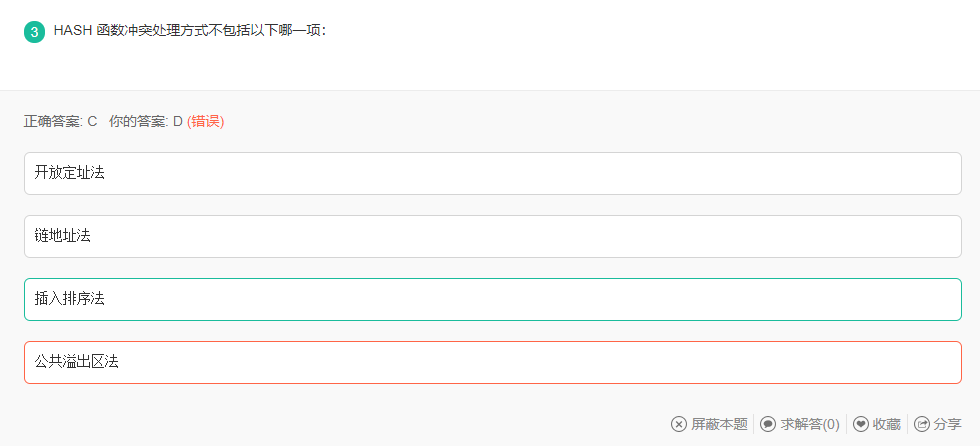 3 HASH 函数冲突处理方式不包括以下哪一项：
正确答案: C 你的答案: D (错误)
开放定址法
链地址法
插入排序法
公共溢出区法
屏蔽本题 求解答(0) 收藏 分享